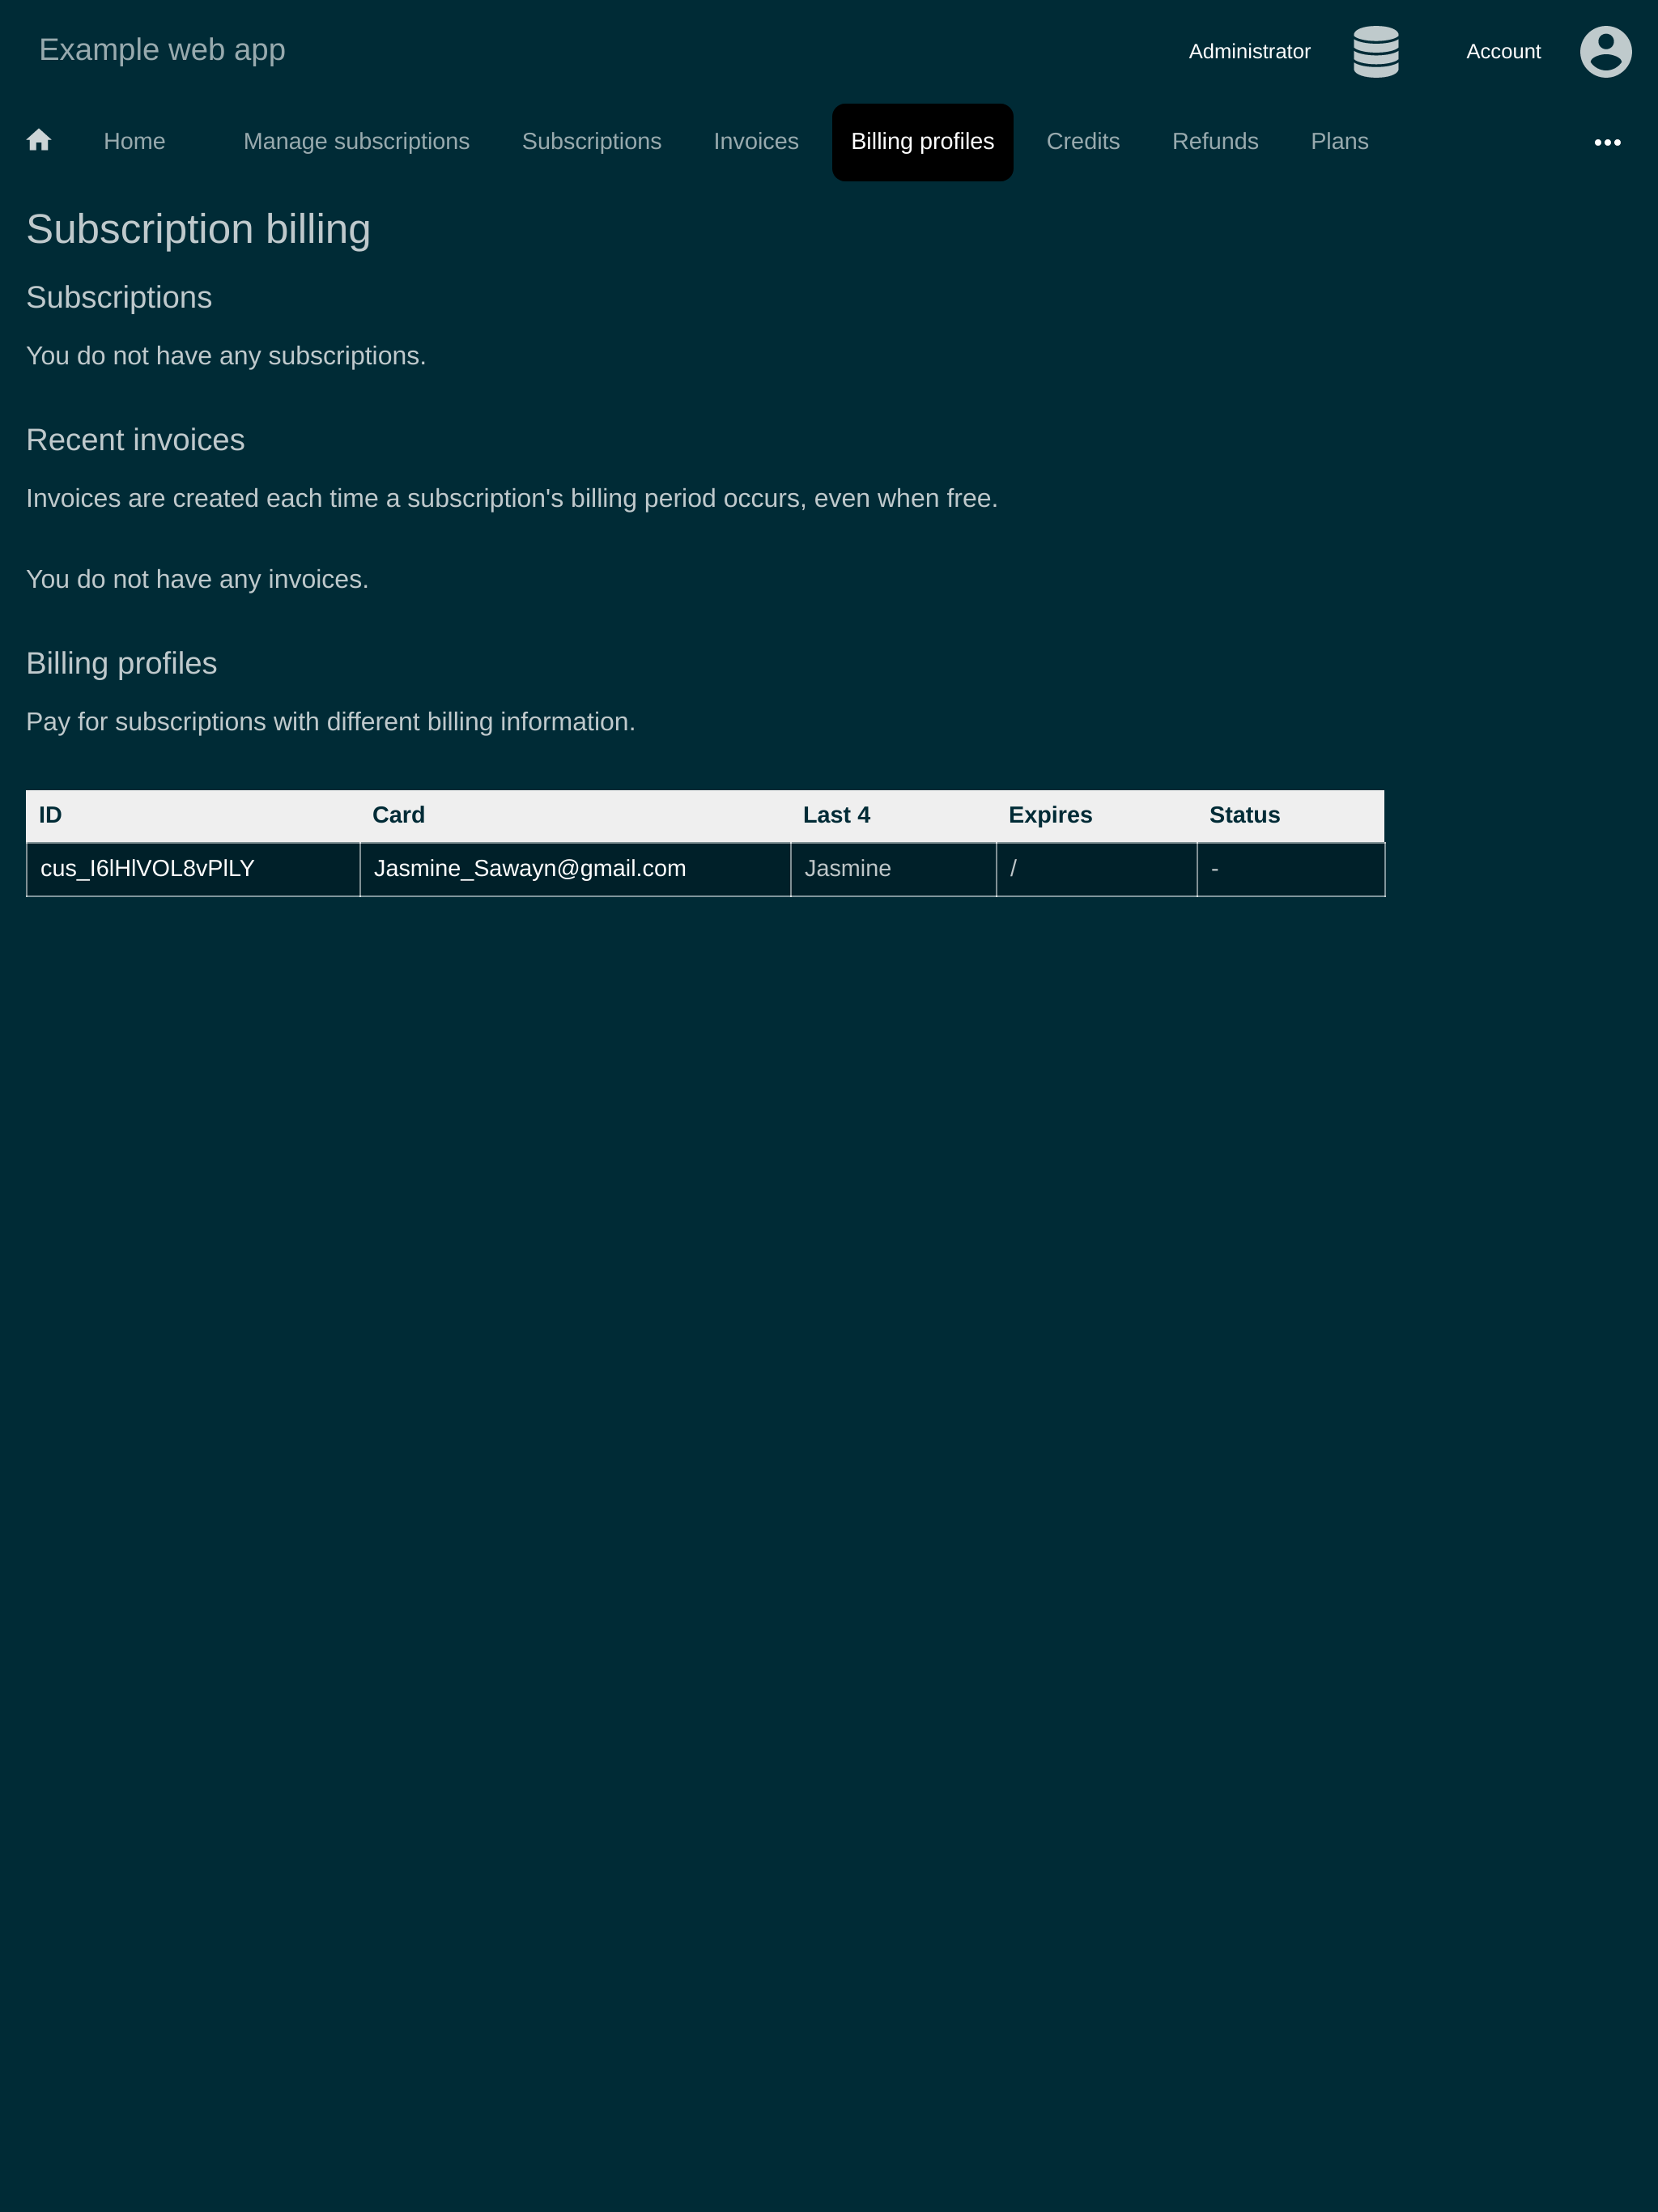 Example web app
Administrator
Account
Home Manage subscriptions Subscriptions Invoices Billing profiles Credits Refunds Plans
Subscription billing
Subscriptions
You do not have any subscriptions.
Recent invoices
Invoices are created each time a subscription's billing period occurs, even when free.
You do not have any invoices.
Billing profiles
Pay for subscriptions with different billing information.
ID Card Last 4 Expires Status
cus_I6lHlVOL8vPlLY Jasmine_Sawayn@gmail.com Jasmine / -